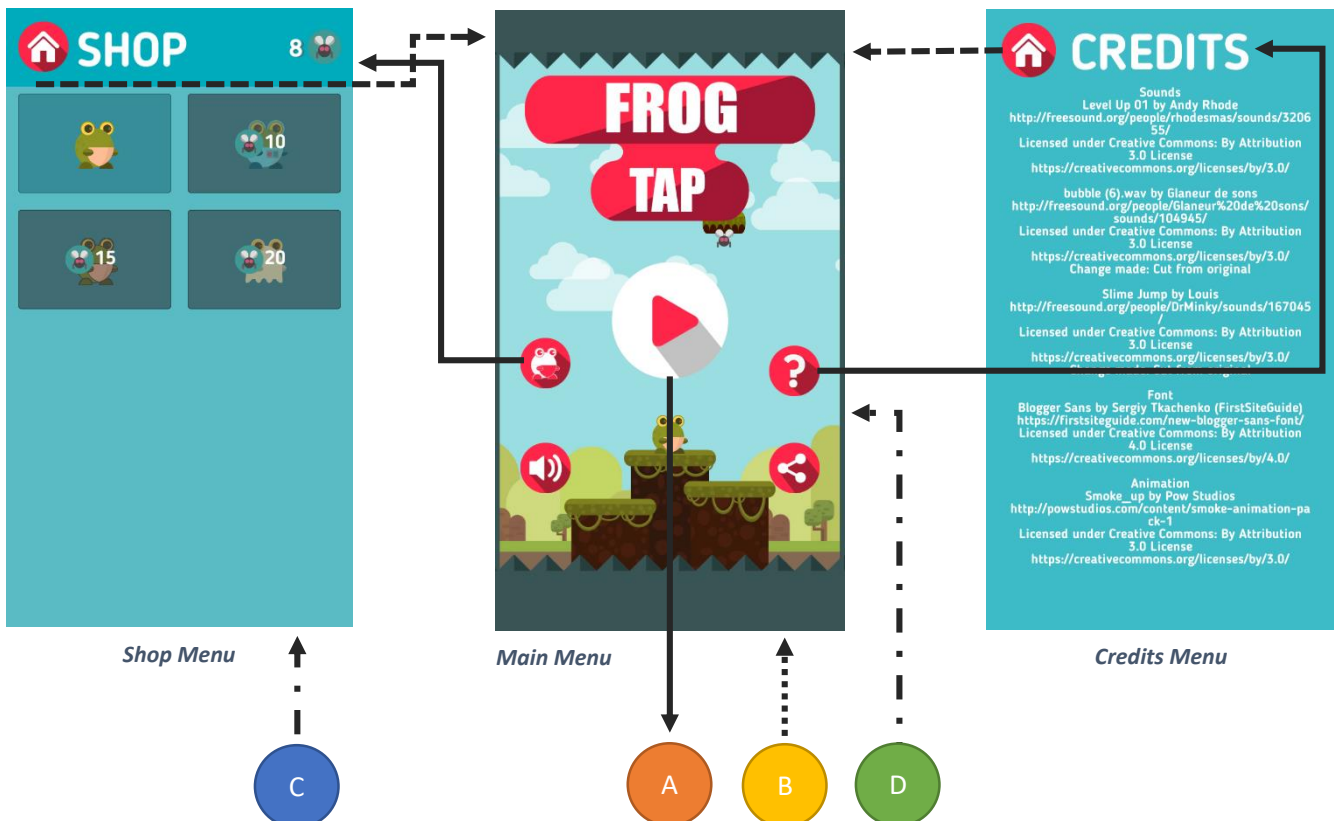 SHOP
8
10
15
20
Shop Menu
FROG
TAP
Main Menu
CREDITS
Sounds
Level Up 01 by Andy Rhode
http://freesound.org/people/rhodesmas/sounds/3206
55/
Licensed under Creative Commons: By Attribution
3.0 License
https://creativecommons.org/licenses/by/3.0/
bubble (6).wav by Glaneur de sons
http://freesound.org/people/Glaneur%20de%20sons/
sounds/104945/
Licensed under Creative Commons: By Attribution
3.0 License
https://creativecommons.org/licenses/by/3.0/
Change made: Cut from original
Slime Jump by Louis
http://freesound.org/people/DrMinky/sounds/167045
/
Licensed under Creative Commons: By Attribution
3.0 License
https://creativecommons.org/licenses/by/3.0/
Change made: Cut from original
Font
Blogger Sans by Sergiy Tkachenko (FirstSiteGuide)
https://firstsiteguide.com/new-blogger-sans-font/
Licensed under Creative Commons: By Attribution
4.0 License
https://creativecommons.org/licenses/by/4.0/
Animation
Smoke_up by Pow Studios
http://powstudios.com/content/smoke-animation-pa
ck-1
Licensed under Creative Commons: By Attribution
3.0 License
https://creativecommons.org/licenses/by/3.0/
Credits Menu
?
C
A
B
D